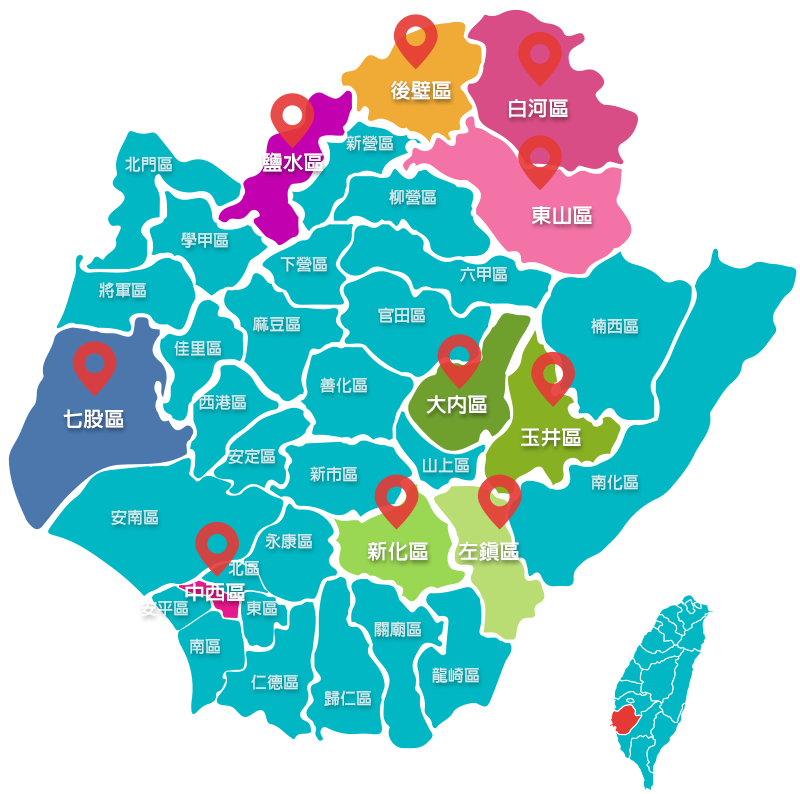 後壁區
白河區
鹽水區
新營區
北門區
柳營區
東山區
學甲區
下營區
六甲區
將軍區
官田區
麻豆區
楠西區
佳里區
善化區
西港區
大内區
七股區
玉井區
安定區
山上區
新市區
南化區
安南區
永康區
新化區
左鎮區
北區
中西區
安平區
東區
關廟區
南區
龍崎區
仁德區
歸仁區